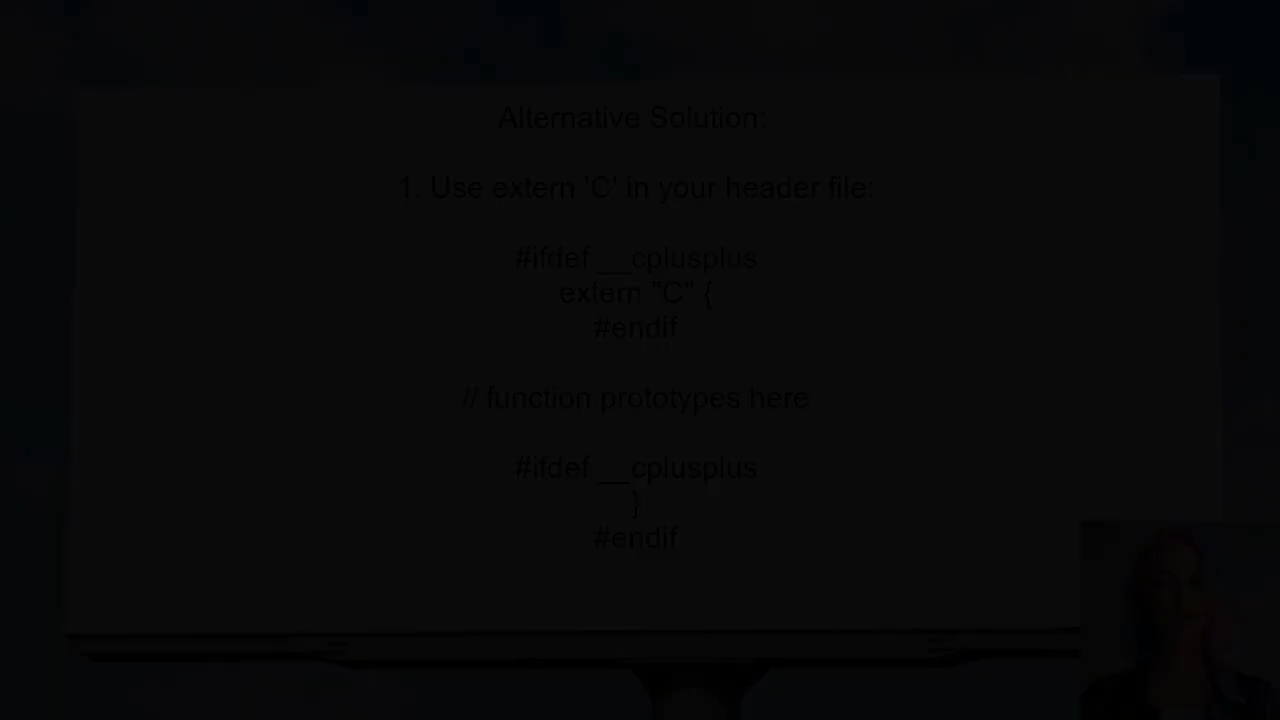 Alternative Solution:
1. Use extern 'C' in your header file:
#ifdef __cplusplus
extern "C" {
#endif
// function prototypes here
#ifdef __cplusplus
}
#endif